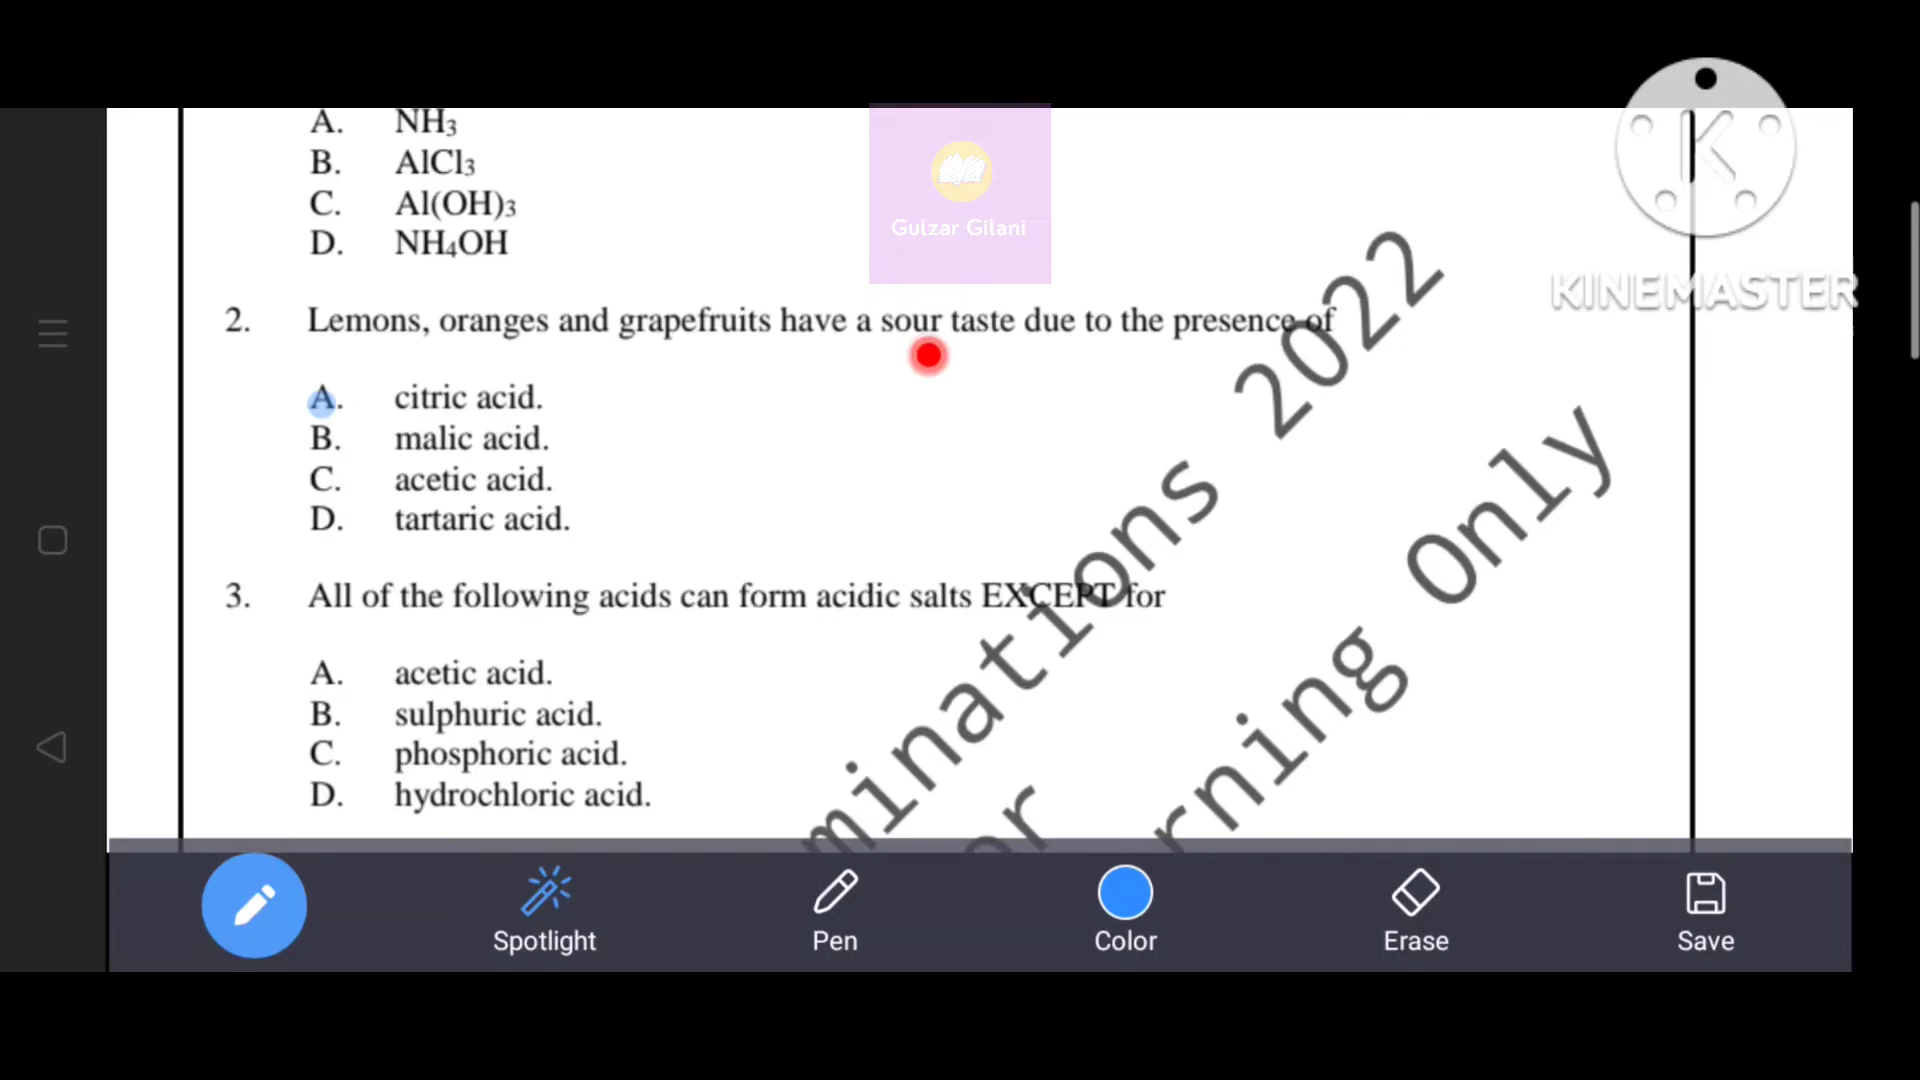 A. NH3
B. AlCl3
C. Al(OH)3
D. NH4OH
Gulzar Gilani
KINEMASTER
2. Lemons, oranges and grapefruits have a sour taste due to the presence of
A. citric acid.
B. malic acid.
C. acetic acid.
D. tartaric acid.
3. All of the following acids can form acidic salts EXCEPT for
A. acetic acid.
B. sulphuric acid.
C. phosphoric acid.
D. hydrochloric acid.
minations 2022
or
rning Only
Spotlight
Pen
Color
Erase
Save